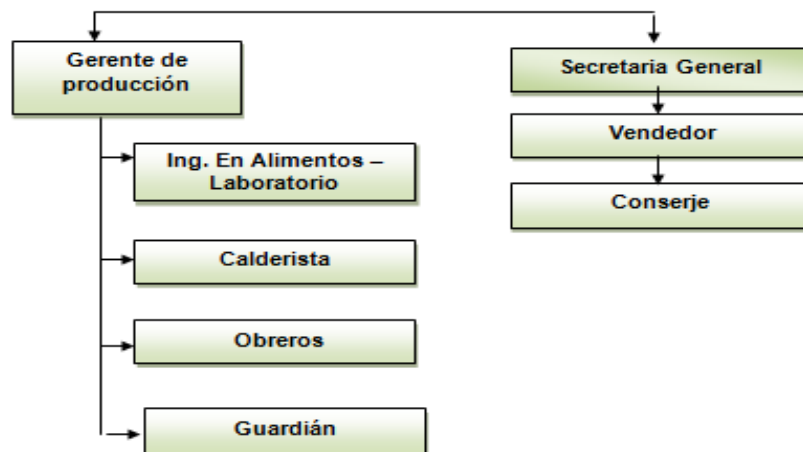 Gerente de
producción
Secretaria General
Vendedor
Ing. En Alimentos –
Laboratorio
Conserje
Calderista
Obreros
Guardián